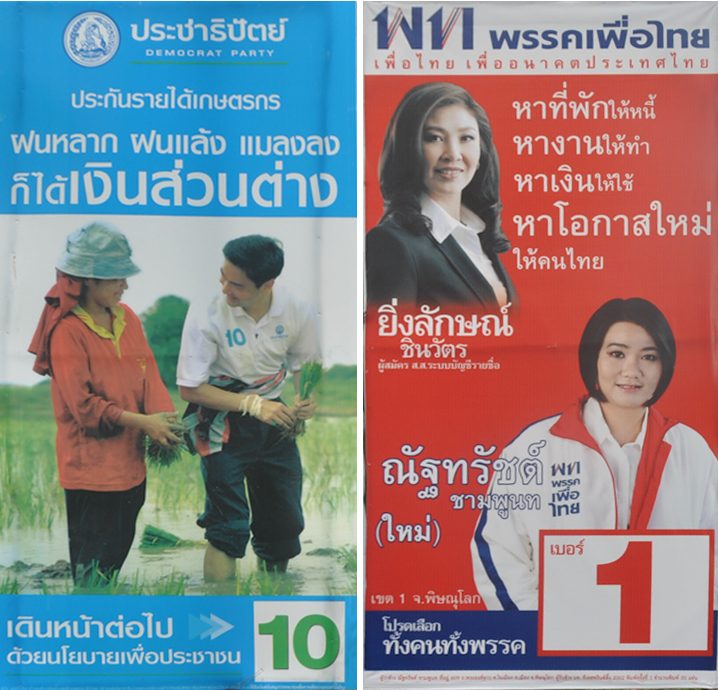 ประชาธิปัตย์
DEMOCRAT PARTY
ประกันรายได้เกษตรกร
ฝนหลาก ฝนแล้ง แมลงลง
ก็ได้เงินส่วนต่าง
10
เดินหน้าต่อไป
ด้วยนโยบายเพื่อประชาชน
10
พท พรรคเพื่อไทย
เพื่อไทย เพื่ออนาคตประเทศไทย
หาที่พักให้หนี้
หางานให้ทำ
หาเงินให้ใช้
หาโอกาสใหม่
ให้คนไทย
ยิ่งลักษณ์
ชินวัตร
ผู้สมัคร ส.ส.ระบบบัญชีรายชื่อ
ณัฐทรัชต์
ชามพูนท
(ใหม่)
พท
พรรค
เพื่อ
ไทย
เบอร์
1
เขต 1 จ.พิษณุโลก
โปรดเลือก
ทั้งคนทั้งพรรค